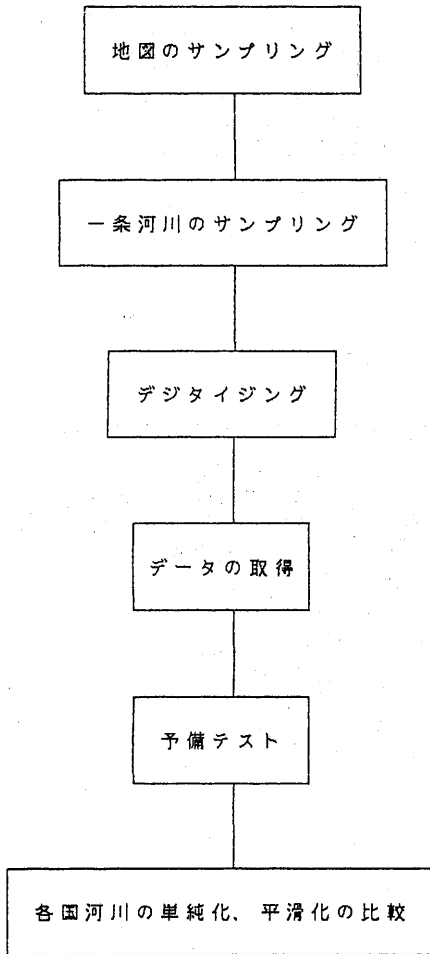 地図のサンプリング
一条河川のサンプリング
デジタイジング
データの取得
予備テスト
各国河川の単純化、平滑化の比較